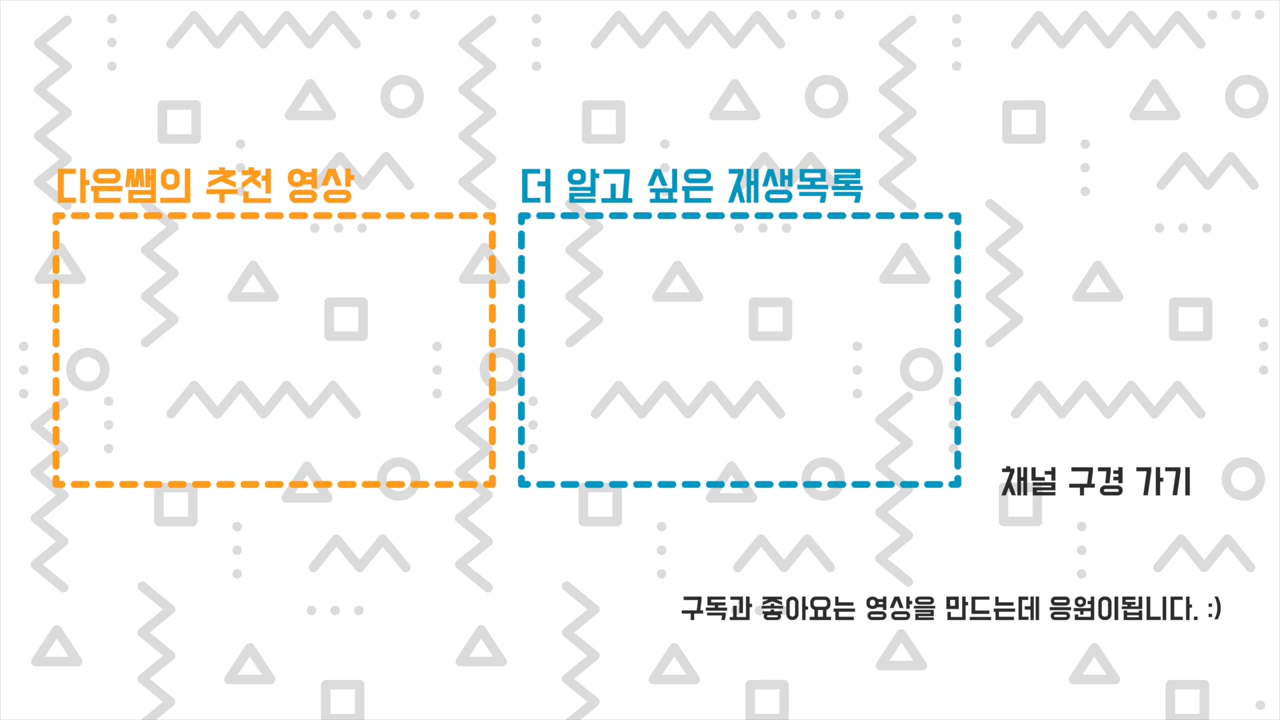 다은쌤의 추천 영상
더 알고 싶은 재생목록
채널 구경 가기
구독과 좋아요는 영상을 만드는데 응원이됩니다. :)